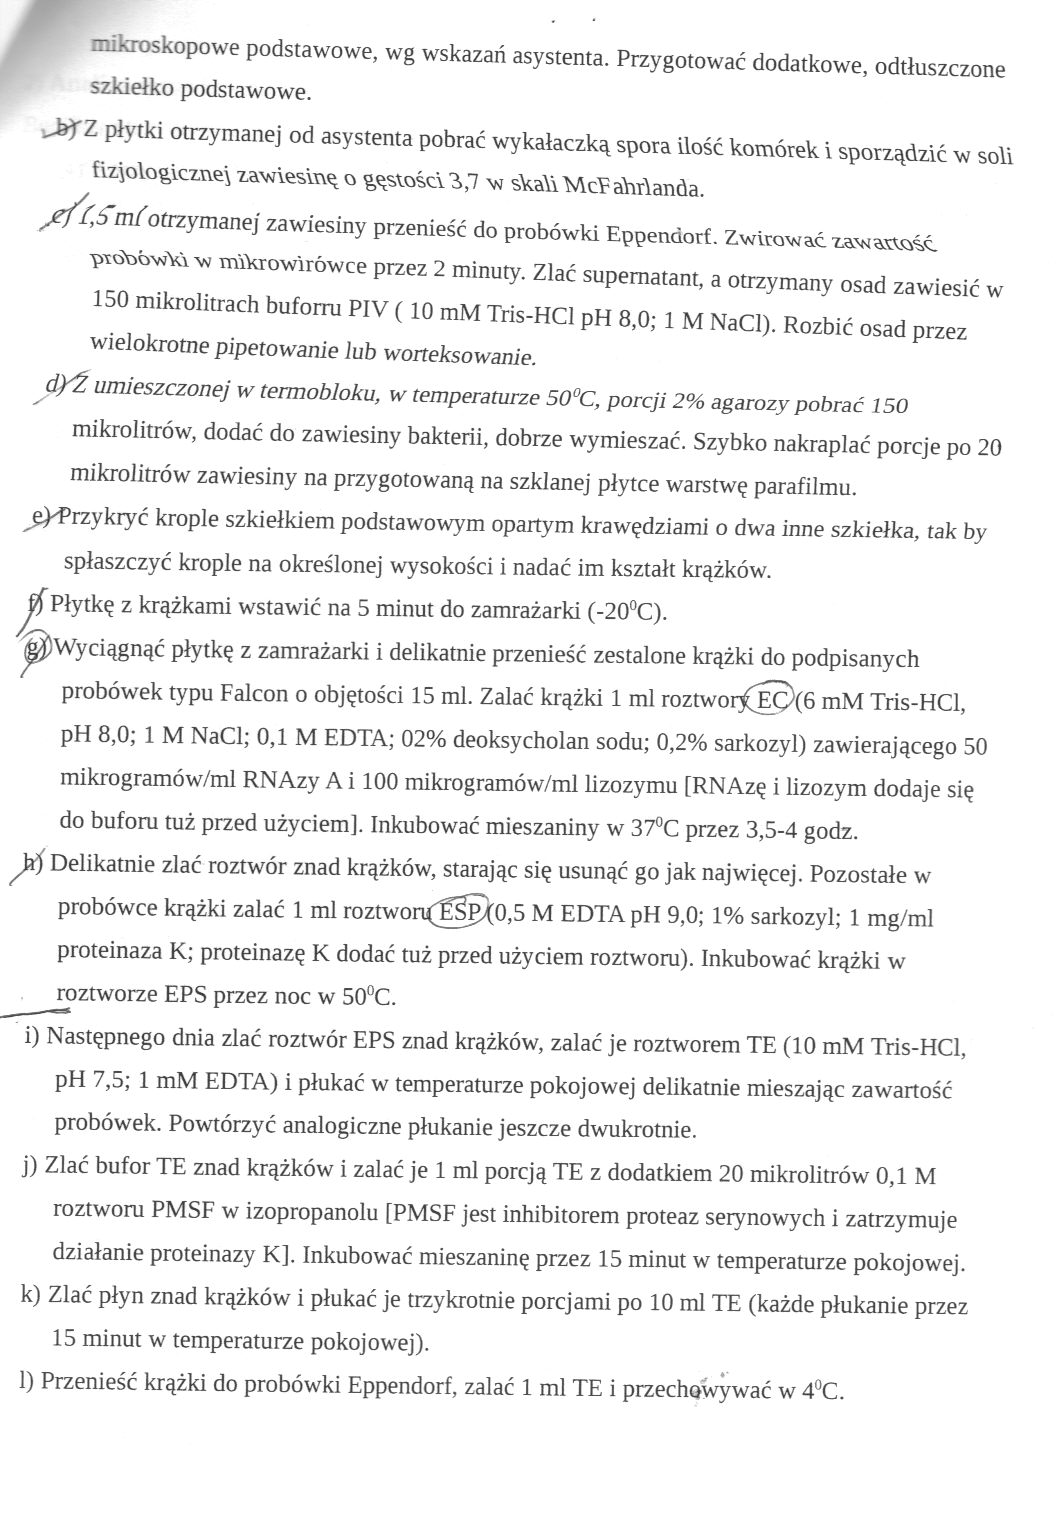 mikroskopowe podstawowe, wg wskazań asystenta. Przygotować dodatkowe, odtłuszczone
szkiełko podstawowe.
b) Z płytki otrzymanej od asystenta pobrać wykałaczką spora ilość komórek i sporządzić w soli
fizjologicznej zawiesinę o gęstości 3,7 w skali McFahrlanda.
c) 1,5 ml otrzymanej zawiesiny przenieść do probówki Eppendorf. Zwirować zawartość
probówki w mikrowirówce przez 2 minuty. Zlać supernatant, a otrzymany osad zawiesić w
150 mikrolitrach buforru PIV ( 10 mM Tris-HCl pH 8,0; 1 M NaCl). Rozbić osad przez
wielokrotne pipetowanie lub worteksowanie.
d) Z umieszczonej w termobloku, w temperaturze 50⁰C, porcji 2% agarozy pobrać 150
mikrolitrów, dodać do zawiesiny bakterii, dobrze wymieszać. Szybko nakraplać porcje po 20
mikrolitrów zawiesiny na przygotowaną na szklanej płytce warstwę parafilmu.
e) Przykryć krople szkiełkiem podstawowym opartym krawędziami o dwa inne szkiełka, tak by
spłaszczyć krople na określonej wysokości i nadać im kształt krążków.
f) Płytkę z krążkami wstawić na 5 minut do zamrażarki (-20⁰C).
g) Wyciągnąć płytkę z zamrażarki i delikatnie przenieść zestalone krążki do podpisanych
probówek typu Falcon o objętości 15 ml. Zalać krążki 1 ml roztwory EC (6 mM Tris-HCl,
pH 8,0; 1 M NaCl; 0,1 M EDTA; 02% deoksycholan sodu; 0,2% sarkozyl) zawierającego 50
mikrogramów/ml RNAzy A i 100 mikrogramów/ml lizozymu [RNAzę i lizozym dodaje się
do buforu tuż przed użyciem]. Inkubować mieszaniny w 37⁰C przez 3,5-4 godz.
h) Delikatnie zlać roztwór znad krążków, starając się usunąć go jak najwięcej. Pozostałe w
probówce krążki zalać 1 ml roztworu ESP (0,5 M EDTA pH 9,0; 1% sarkozyl; 1 mg/ml
proteinaza K; proteinazę K dodać tuż przed użyciem roztworu). Inkubować krążki w
roztworze EPS przez noc w 50⁰C.
i) Następnego dnia zlać roztwór EPS znad krążków, zalać je roztworem TE (10 mM Tris-HCl,
pH 7,5; 1 mM EDTA) i płukać w temperaturze pokojowej delikatnie mieszając zawartość
probówek. Powtórzyć analogiczne płukanie jeszcze dwukrotnie.
j) Zlać bufor TE znad krążków i zalać je 1 ml porcją TE z dodatkiem 20 mikrolitrów 0,1 M
roztworu PMSF w izopropanolu [PMSF jest inhibitorem proteaz serynowych i zatrzymuje
działanie proteinazy K]. Inkubować mieszaninę przez 15 minut w temperaturze pokojowej.
k) Zlać płyn znad krążków i płukać je trzykrotnie porcjami po 10 ml TE (każde płukanie przez
15 minut w temperaturze pokojowej).
l) Przenieść krążki do probówki Eppendorf, zalać 1 ml TE i przechowywać w 4⁰C.